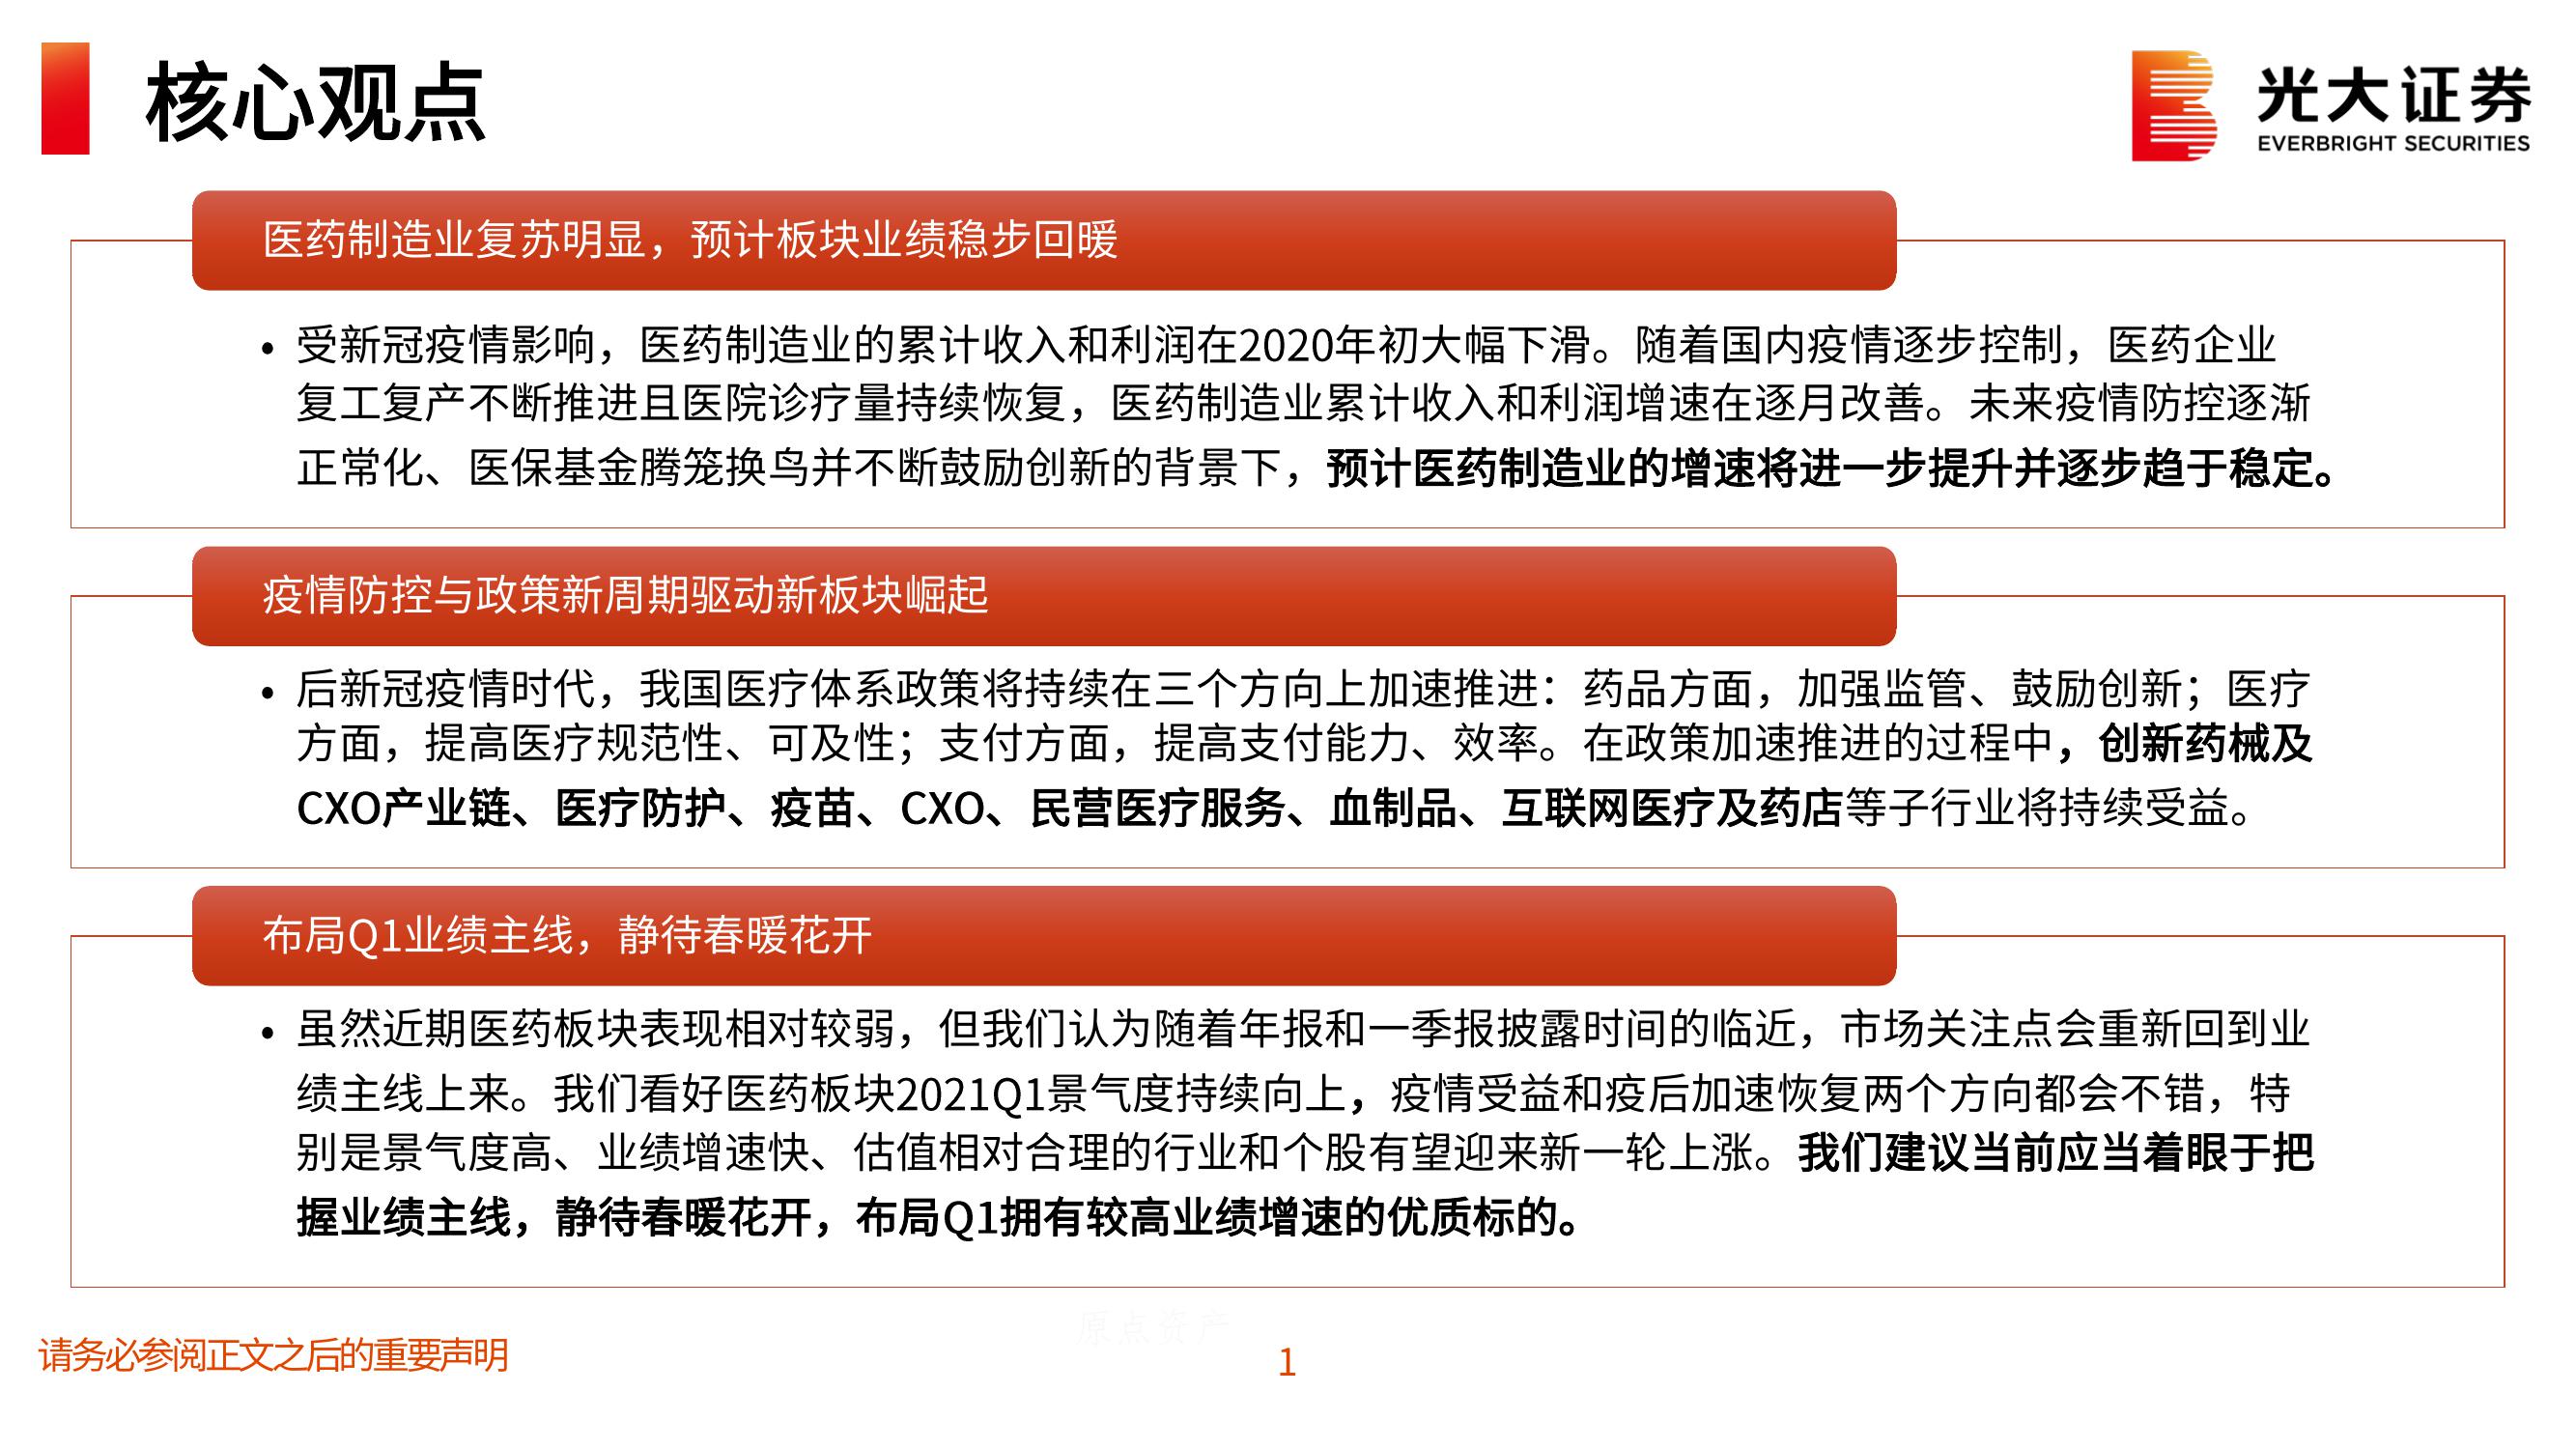 核心观点
光大证券
EVERBRIGHT SECURITIES
医药制造业复苏明显，预计板块业绩稳步回暖
• 受新冠疫情影响，医药制造业的累计收入和利润在2020年初大幅下滑。随着国内疫情逐步控制，医药企业
复工复产不断推进且医院诊疗量持续恢复，医药制造业累计收入和利润增速在逐月改善。未来疫情防控逐渐
正常化、医保基金腾笼换鸟并不断鼓励创新的背景下，预计医药制造业的增速将进一步提升并逐步趋于稳定。
疫情防控与政策新周期驱动新板块崛起
• 后新冠疫情时代，我国医疗体系政策将持续在三个方向上加速推进：药品方面，加强监管、鼓励创新；医疗
方面，提高医疗规范性、可及性；支付方面，提高支付能力、效率。在政策加速推进的过程中，创新药械及
CXO产业链、医疗防护、疫苗、CXO、民营医疗服务、血制品、互联网医疗及药店等子行业将持续受益。
布局Q1业绩主线，静待春暖花开
• 虽然近期医药板块表现相对较弱，但我们认为随着年报和一季报披露时间的临近，市场关注点会重新回到业
绩主线上来。我们看好医药板块2021Q1景气度持续向上，疫情受益和疫后加速恢复两个方向都会不错，特
别是景气度高、业绩增速快、估值相对合理的行业和个股有望迎来新一轮上涨。我们建议当前应当着眼于把
握业绩主线，静待春暖花开，布局Q1拥有较高业绩增速的优质标的。
原点资产
请务必参阅正文之后的重要声明
1